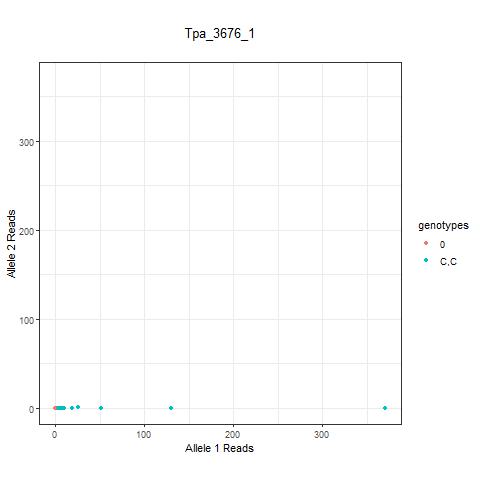 Tpa_3676_1
300
200
100
0
Allele 2 Reads
0 100 200 300
Allele 1 Reads
genotypes
0
C,C